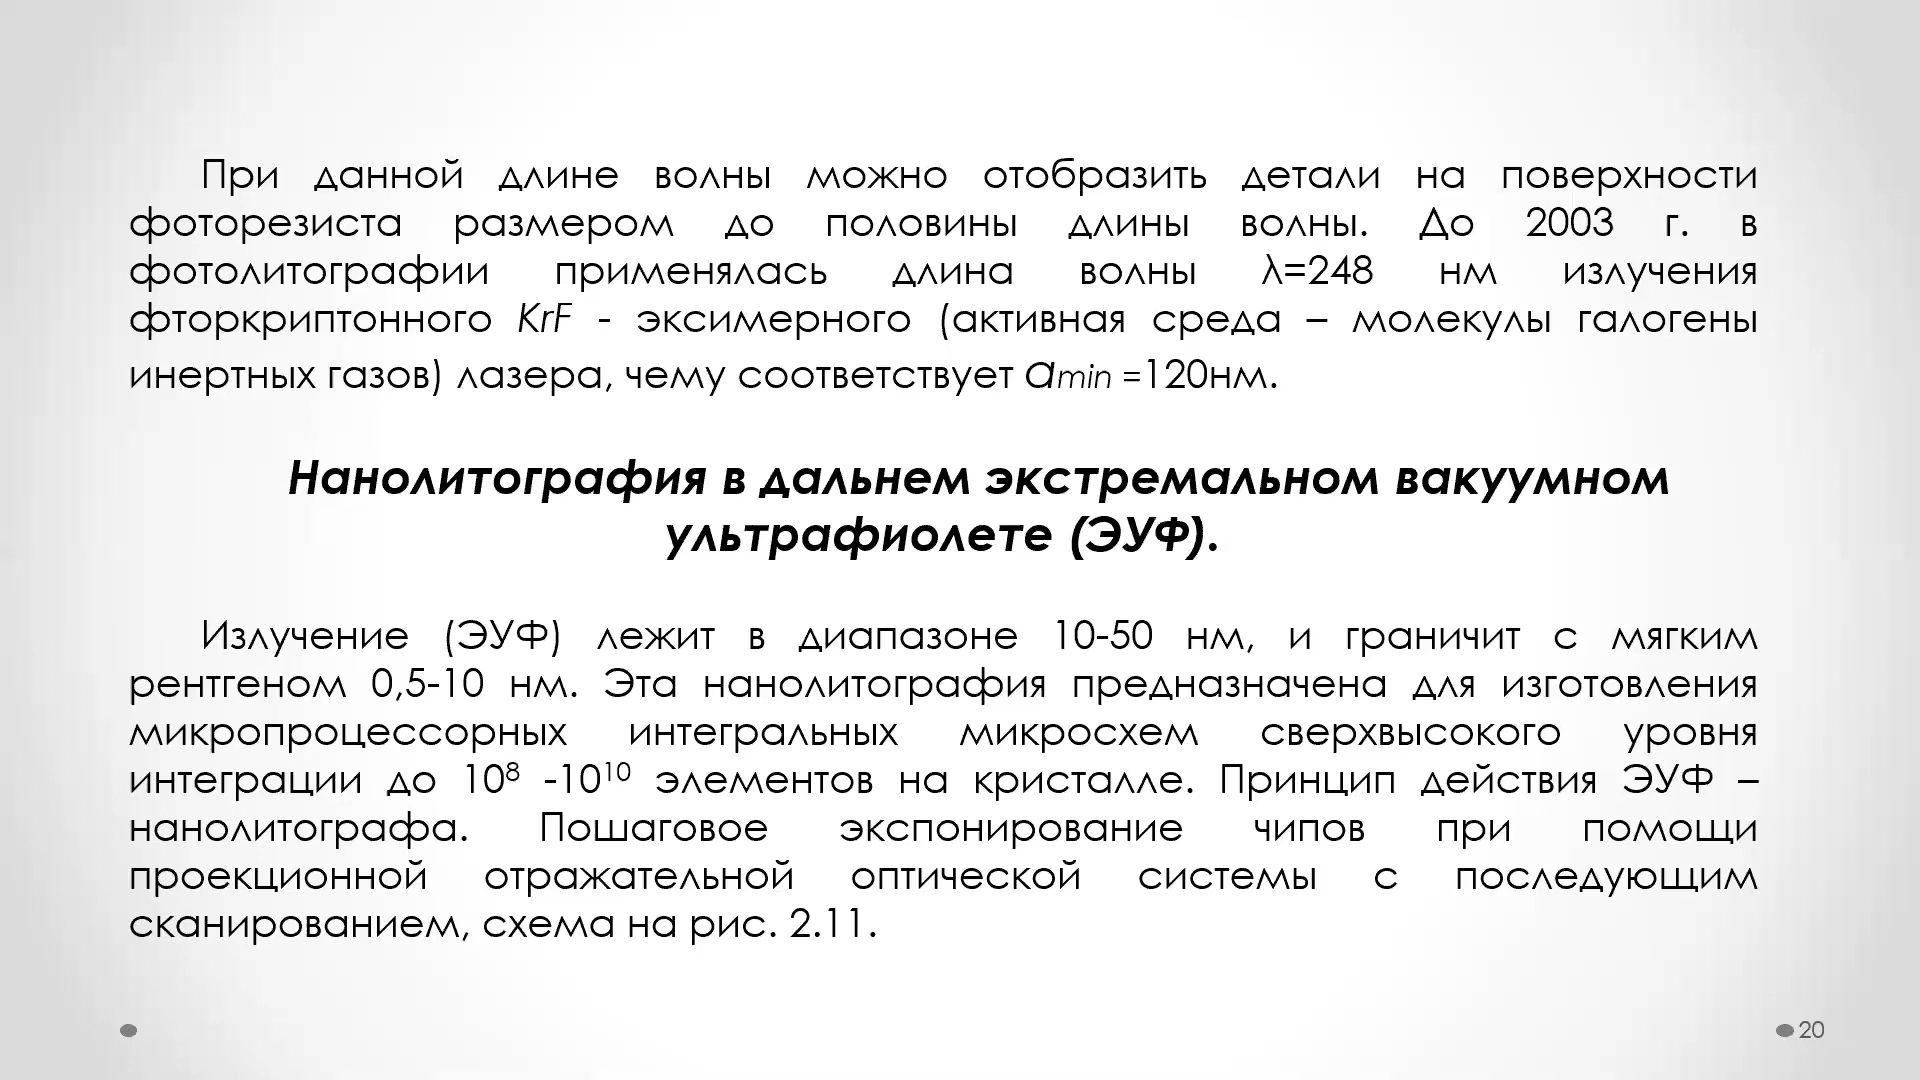 При данной длине волны можно отобразить детали на поверхности
фоторезиста размером до половины длины волны. До 2003 г. в
фотолитографии применялась длина волны λ=248 нм излучения
фторкриптонного KrF - эксимерного (активная среда – молекулы галогены
инертных газов) лазера, чему соответствует amin =120нм.
Нанолитография в дальнем экстремальном вакуумном
ультрафиолете (ЭУФ).
Излучение (ЭУФ) лежит в диапазоне 10-50 нм, и граничит с мягким
рентгеном 0,5-10 нм. Эта нанолитография предназначена для изготовления
микропроцессорных интегральных микросхем сверхвысокого уровня
интеграции до 10⁸ -10¹⁰ элементов на кристалле. Принцип действия ЭУФ –
нанолитографа. Пошаговое экспонирование чипов при помощи
проекционной отражательной оптической системы с последующим
сканированием, схема на рис. 2.11.
20